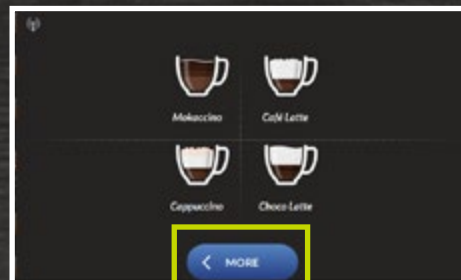 Mokaccino
Café Latte
Cappuccino
Choco Latte
MORE